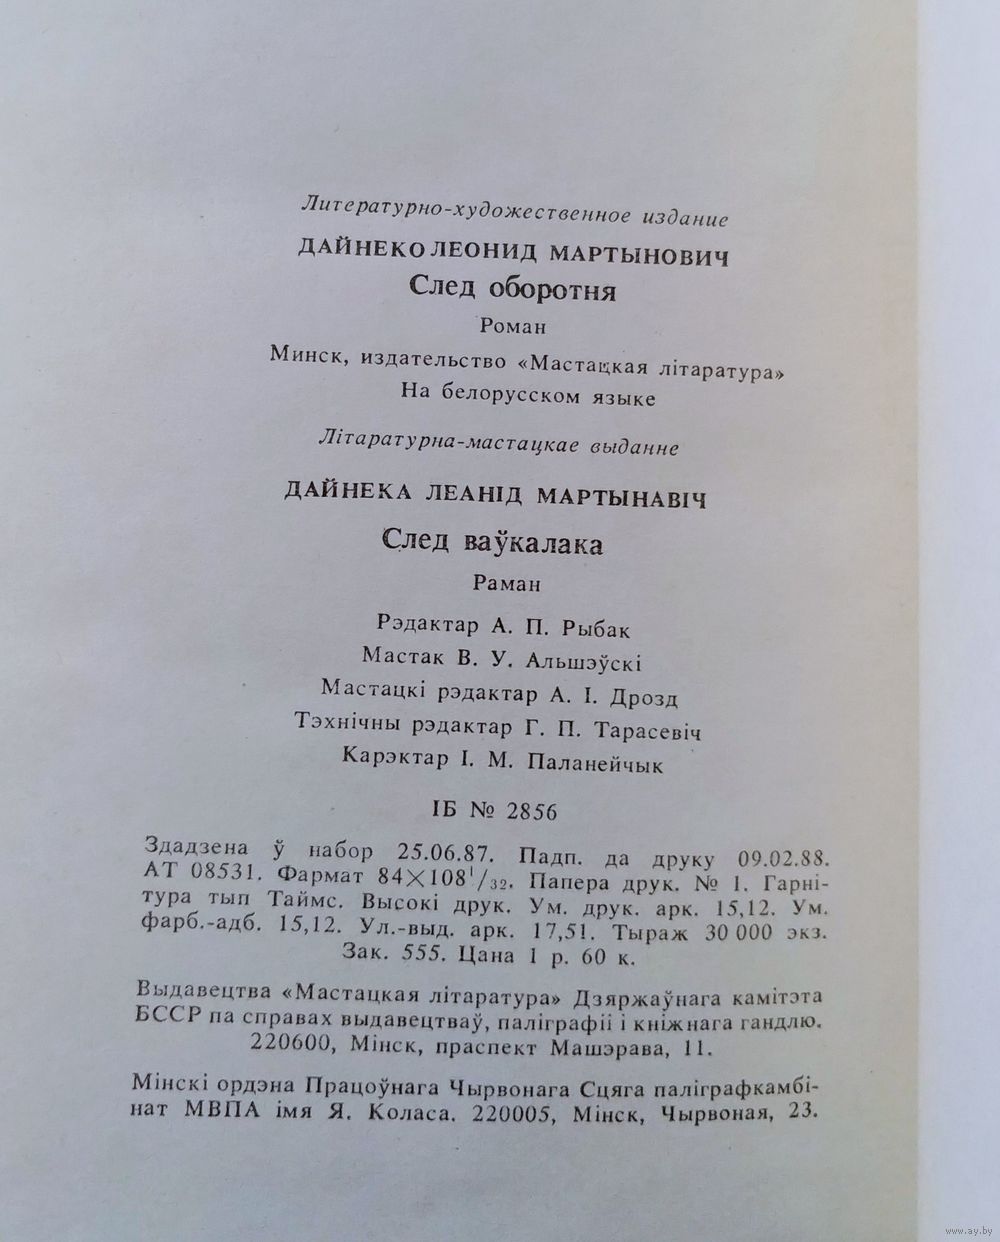 Литературно-художественное издание
ДАЙНЕКО ЛЕОНИД МАРТЫНОВИЧ
След оборотня
Роман
Минск, издательство «Мастацкая літаратура»
На белорусском языке
Літаратурна-мастацкае выданне
ДАЙНЕКА ЛЕАНІД МАРТЫНАВІЧ
След ваўкалака
Раман
Рэдактар А. П. Рыбак
Мастак В. У. Альшэўскі
Мастацкі рэдактар А. І. Дрозд
Тэхнічны рэдактар Г. П. Тарасевіч
Карэктар І. М. Паланейчык
ІБ № 2856
Здадзена ў набор 25.06.87. Падп. да друку 09.02.88.
АТ 08531. Фармат 84×108¹/₃₂. Папера друк. № 1. Гарні-
тура тып Таймс. Высокі друк. Ум. друк. арк. 15,12. Ум.
фарб.-адб. 15,12. Ул.-выд. арк. 17,51. Тыраж 30 000 экз.
Зак. 555. Цана 1 р. 60 к.
Выдавецтва «Мастацкая літаратура» Дзяржаўнага камітэта
БССР па справах выдавецтваў, паліграфіі і кніжнага гандлю.
220600, Мінск, праспект Машэрава, 11.
Мінскі ордэна Працоўнага Чырвонага Сцяга паліграфкамбі-
нат МВПА імя Я. Коласа. 220005, Мінск, Чырвоная, 23.
www.ay.by